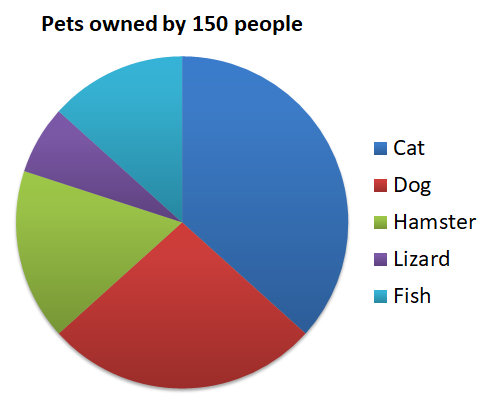 Pets owned by 150 people
Cat
Dog
Hamster
Lizard
Fish